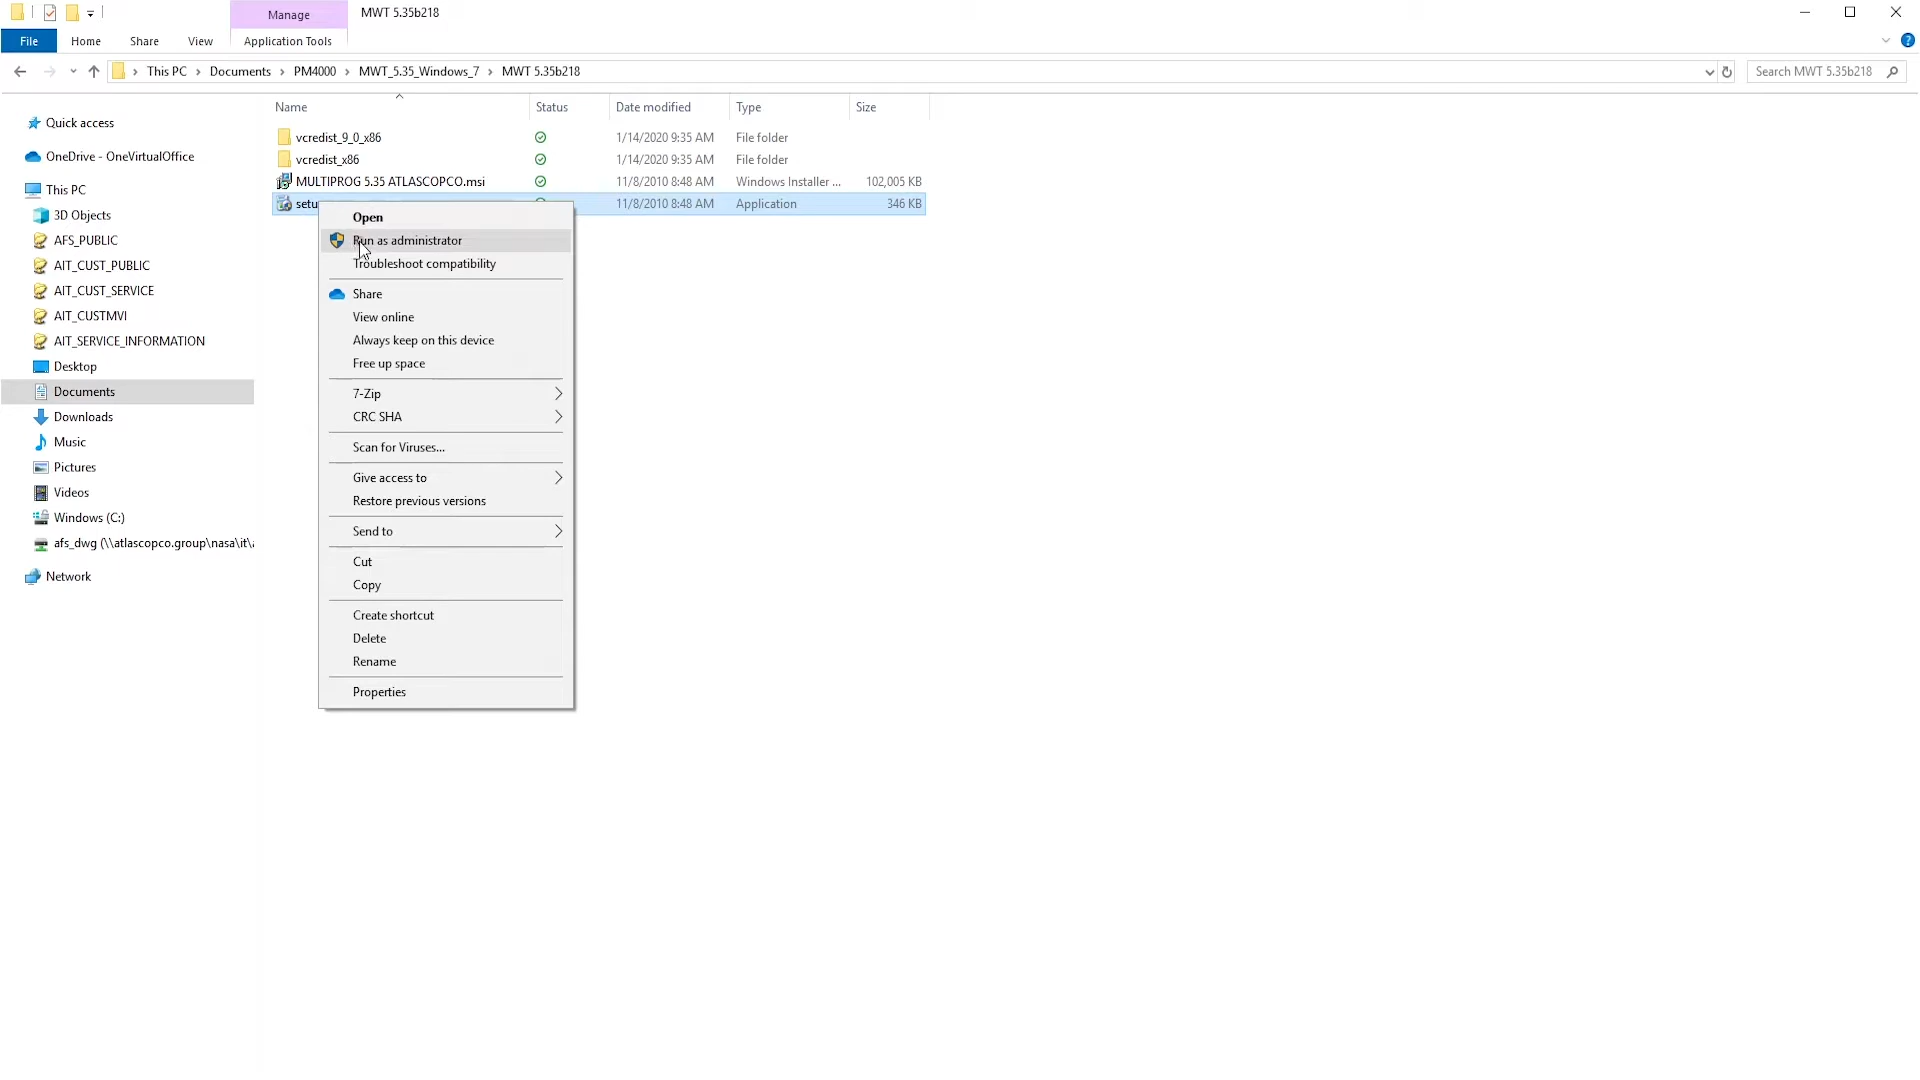 Manage
MWT 5.35b218
File
Home
Share
View
Application Tools
This PC
Documents
PM4000
MWT_5.35_Windows_7
MWT 5.35b218
Search MWT 5.35b218
Name
Status
Date modified
Type
Size
Quick access
OneDrive - OneVirtualOffice
This PC
3D Objects
AFS_PUBLIC
AIT_CUST_PUBLIC
AIT_CUST_SERVICE
AIT_CUSTMVI
AIT_SERVICE_INFORMATION
Desktop
Documents
Downloads
Music
Pictures
Videos
Windows (C:)
afs_dwg (\\atlascopco.group\nasa\it\a
Network
vcredist_9_0_x86 1/14/2020 9:35 AM File folder
vcredist_x86 1/14/2020 9:35 AM File folder
MULTIPROG 5.35 ATLASCOPCO.msi 11/8/2010 8:48 AM Windows Installer ... 102,005 KB
setu 11/8/2010 8:48 AM Application 346 KB
Open
Run as administrator
Troubleshoot compatibility
Share
View online
Always keep on this device
Free up space
7-Zip
CRC SHA
Scan for Viruses...
Give access to
Restore previous versions
Send to
Cut
Copy
Create shortcut
Delete
Rename
Properties